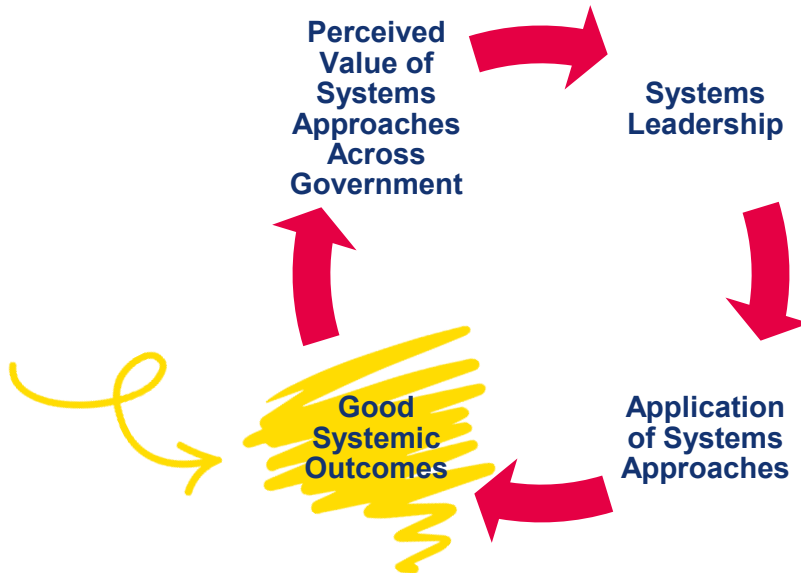 Perceived
Value of
Systems
Approaches
Across
Government
Systems
Leadership
Application
of Systems
Approaches
Good
Systemic
Outcomes